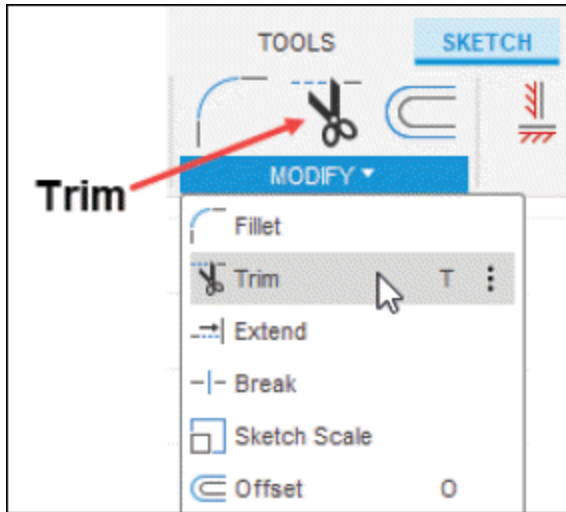 TOOLS SKETCH
Trim
MODIFY
Fillet
Trim T
Extend
Break
Sketch Scale
Offset O